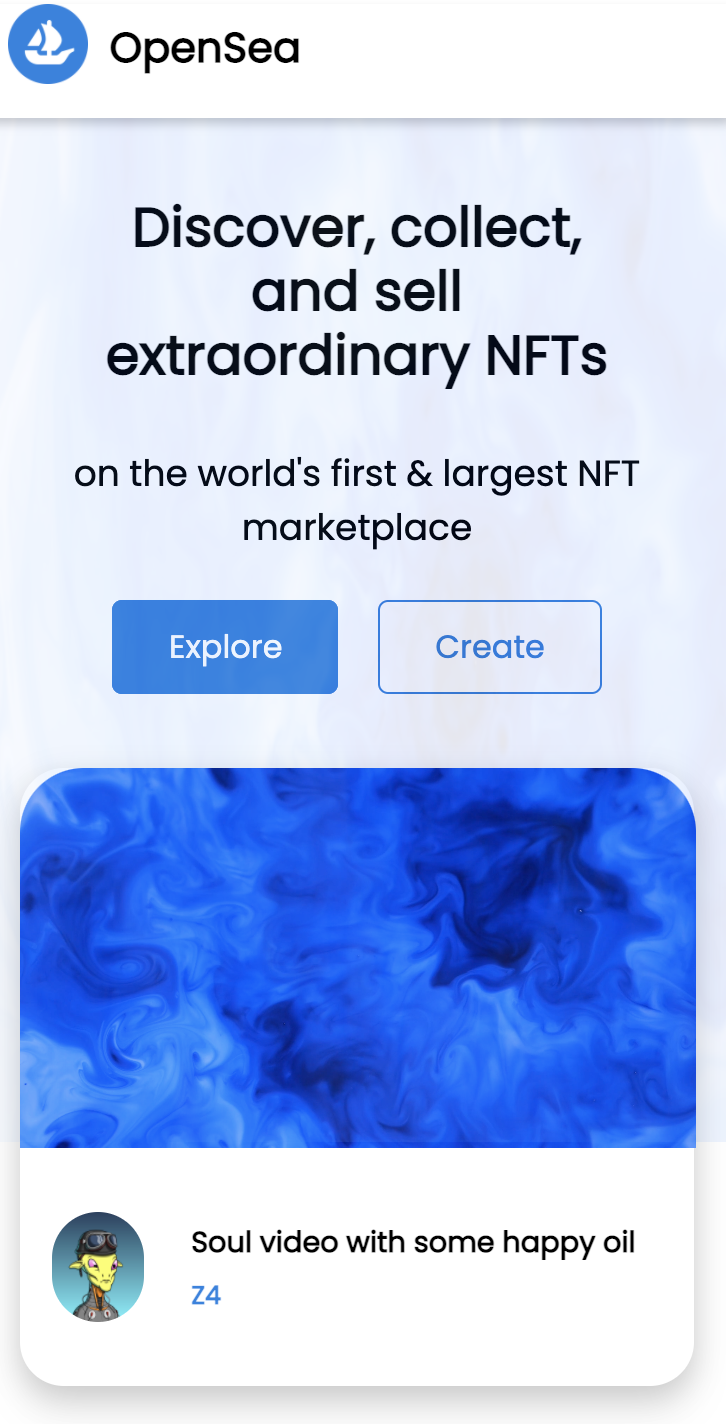 OpenSea
Discover, collect,
and sell
extraordinary NFTs
on the world's first & largest NFT
marketplace
Explore
Create
Soul video with some happy oil
Z4